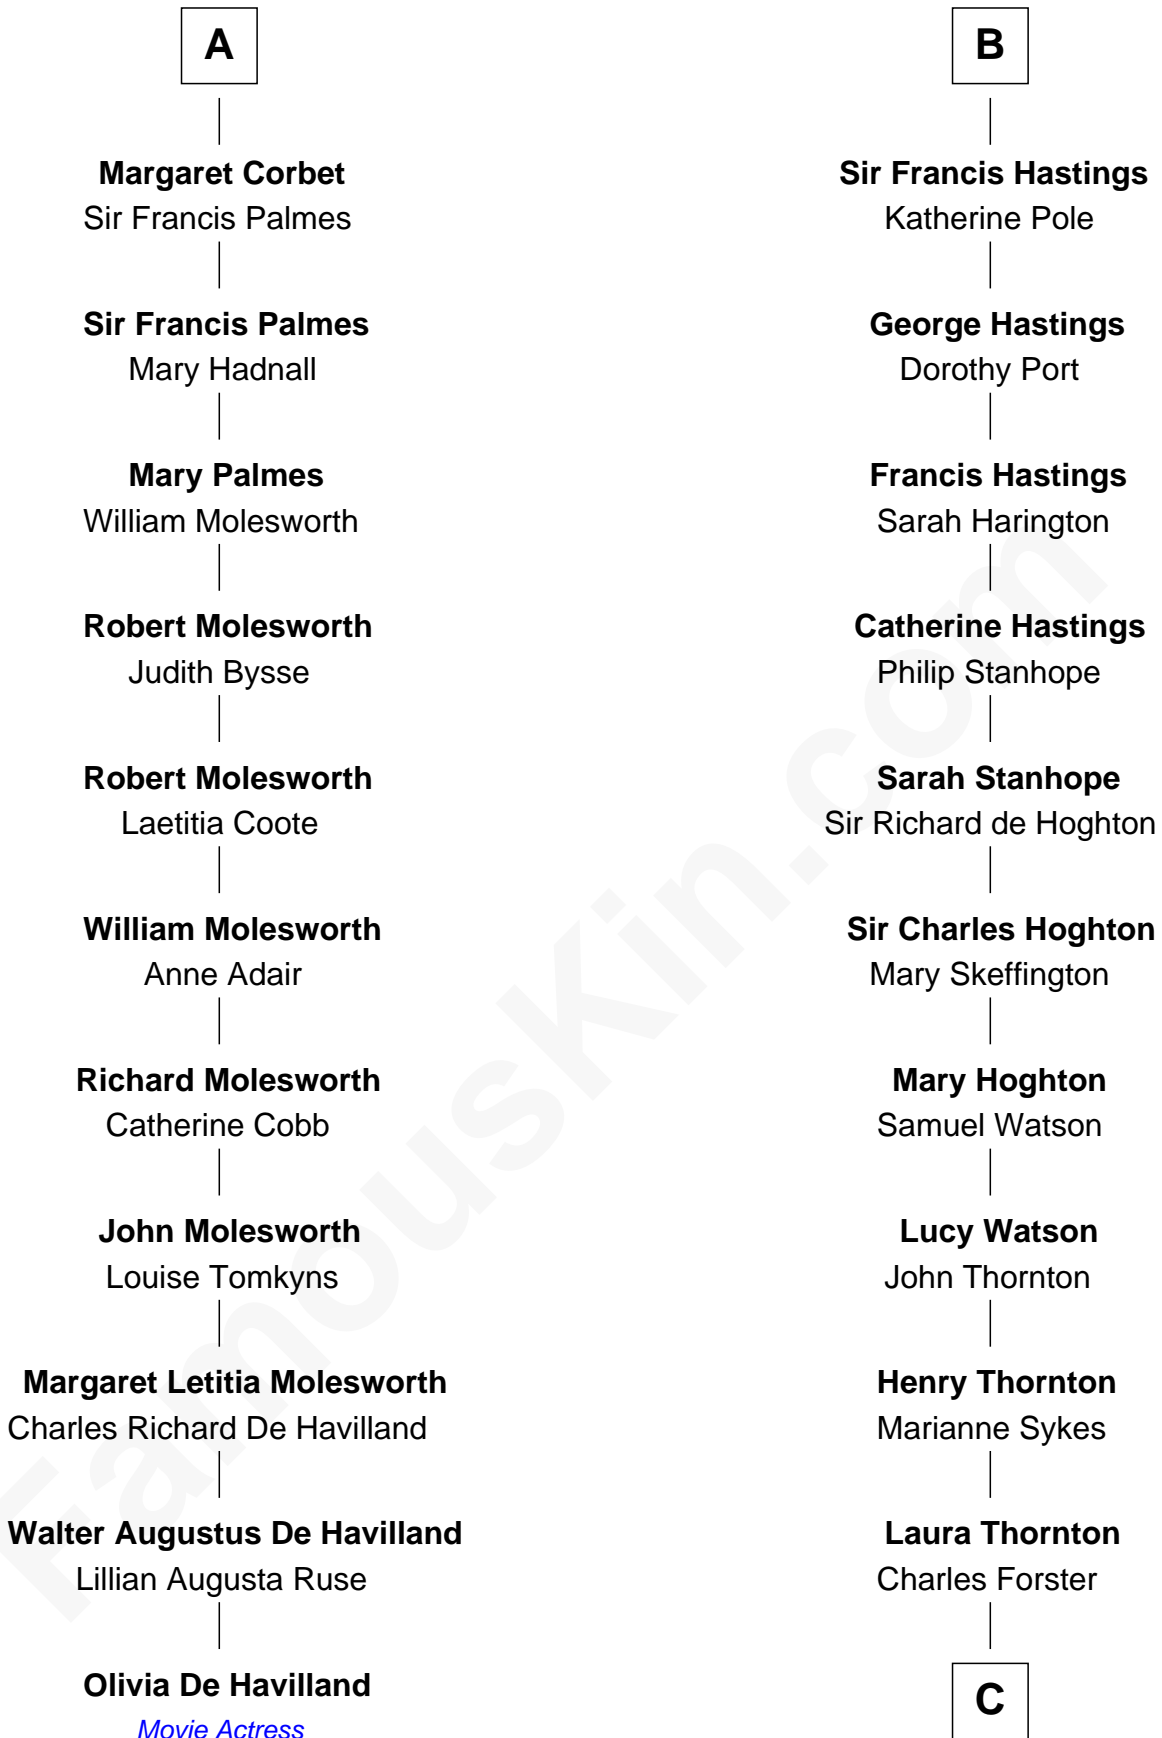 A
Margaret Corbet
Sir Francis Palmes
Sir Francis Palmes
Mary Hadnall
Mary Palmes
William Molesworth
Robert Molesworth
Judith Bysse
Robert Molesworth
Laetitia Coote
William Molesworth
Anne Adair
Richard Molesworth
Catherine Cobb
John Molesworth
Louise Tomkyns
Margaret Letitia Molesworth
Charles Richard De Havilland
Walter Augustus De Havilland
Lillian Augusta Ruse
Olivia De Havilland
Movie Actress
B
Sir Francis Hastings
Katherine Pole
George Hastings
Dorothy Port
Francis Hastings
Sarah Harington
Catherine Hastings
Philip Stanhope
Sarah Stanhope
Sir Richard de Hoghton
Sir Charles Hoghton
Mary Skeffington
Mary Hoghton
Samuel Watson
Lucy Watson
John Thornton
Henry Thornton
Marianne Sykes
Laura Thornton
Charles Forster
C
FamousKin.com